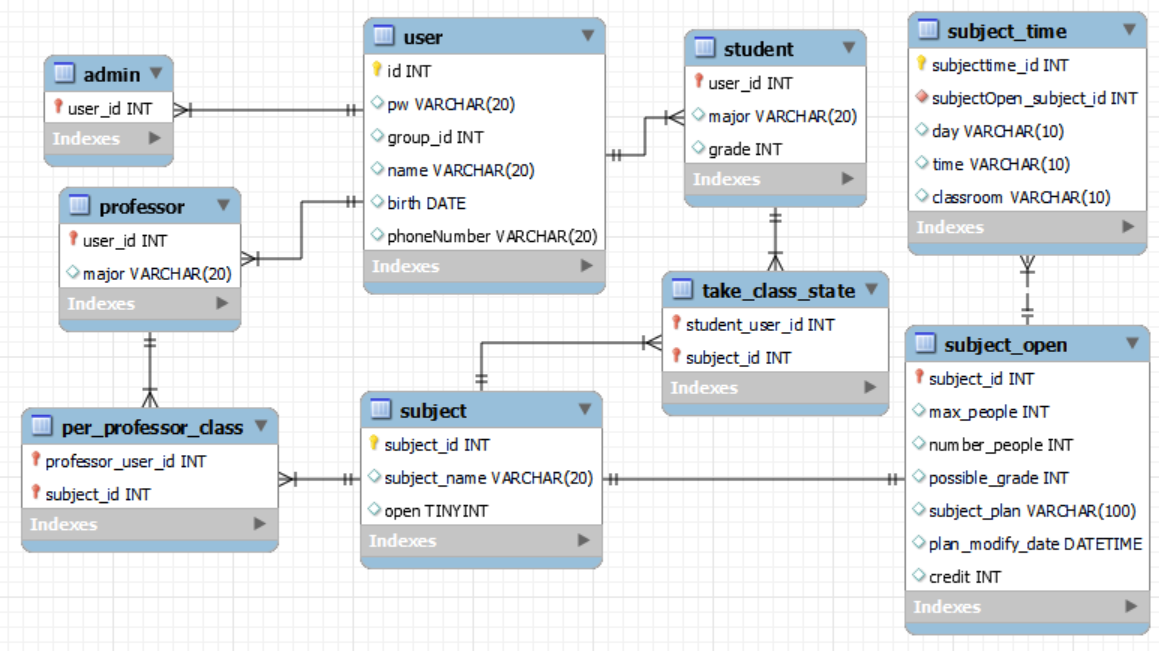 admin
user_id INT
Indexes
user
id INT
pw VARCHAR(20)
group_id INT
name VARCHAR(20)
birth DATE
phoneNumber VARCHAR(20)
Indexes
student
user_id INT
major VARCHAR(20)
grade INT
Indexes
subject_time
subjecttime_id INT
subjectOpen_subject_id INT
day VARCHAR(10)
time VARCHAR(10)
classroom VARCHAR(10)
Indexes
professor
user_id INT
major VARCHAR(20)
Indexes
take_class_state
student_user_id INT
subject_id INT
Indexes
per_professor_class
professor_user_id INT
subject_id INT
Indexes
subject
subject_id INT
subject_name VARCHAR(20)
open TINYINT
Indexes
subject_open
subject_id INT
max_people INT
number_people INT
possible_grade INT
subject_plan VARCHAR(100)
plan_modify_date DATETIME
credit INT
Indexes